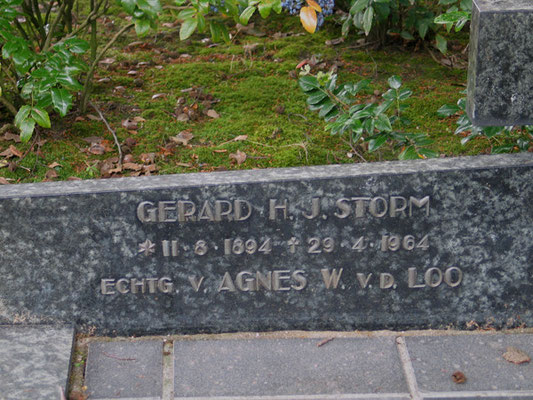 GERARD H. J. STORM
* 11·8·1894 † 29·4·1964
ECHTG. V. AGNES W. V.D. LOO